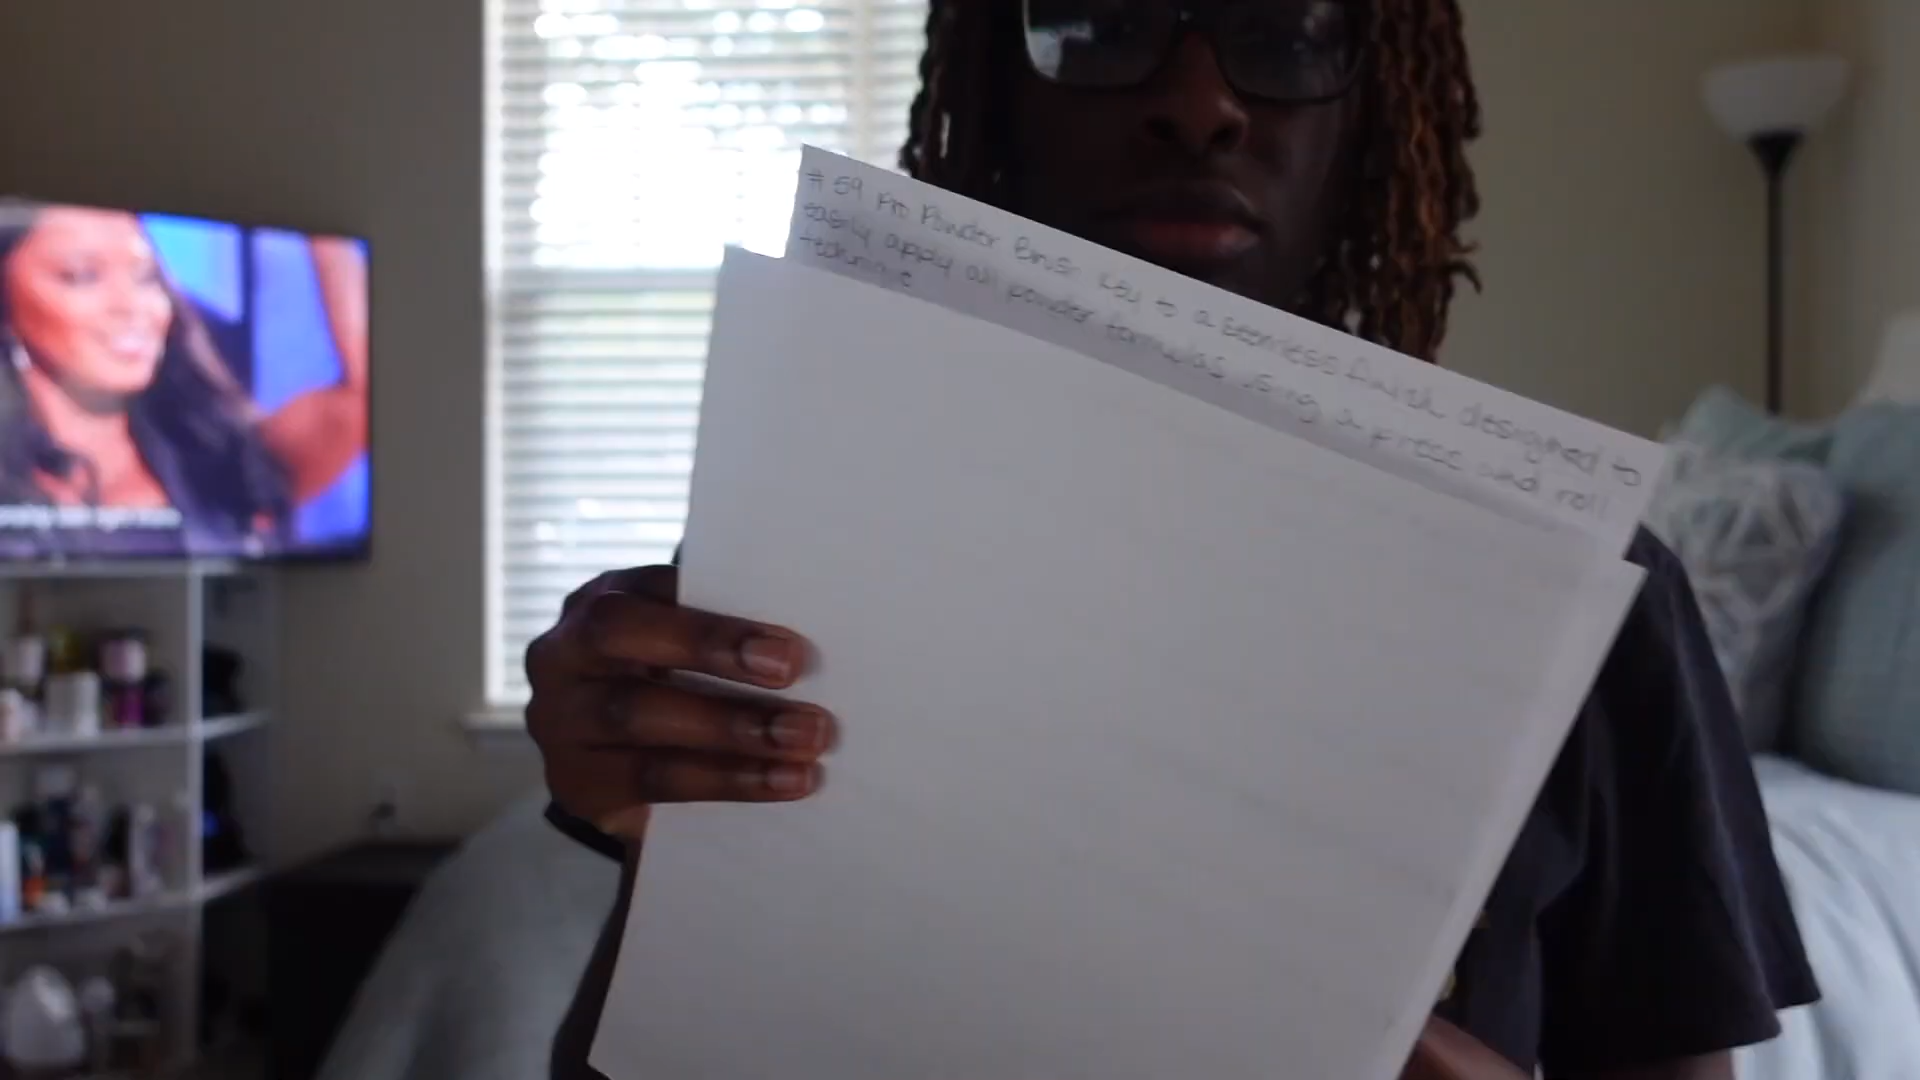 #59 Pro Powder Brush key to a seemless finish designed to
easily apply all powder formulas using a press and roll
technique